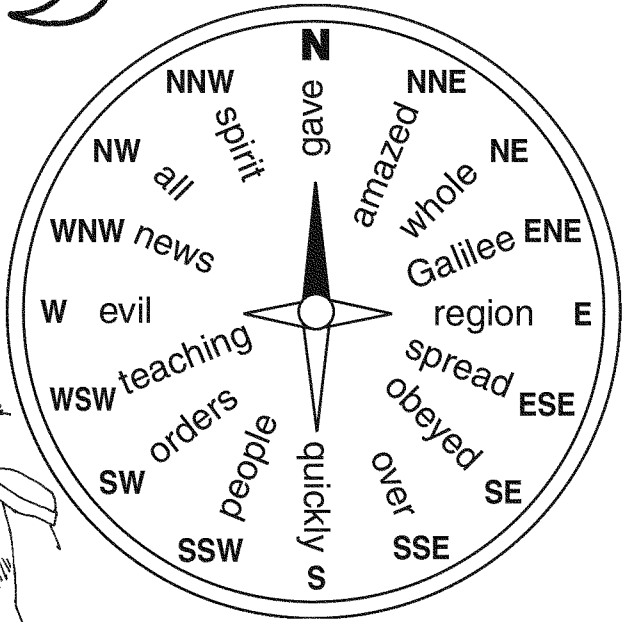 N gave
NNE amazed
NE whole
ENE Galilee
E region
ESE spread
SE obeyed
SSE over
S quickly
SSW people
SW orders
WSW teaching
W evil
WNW news
NW all
NNW spirit